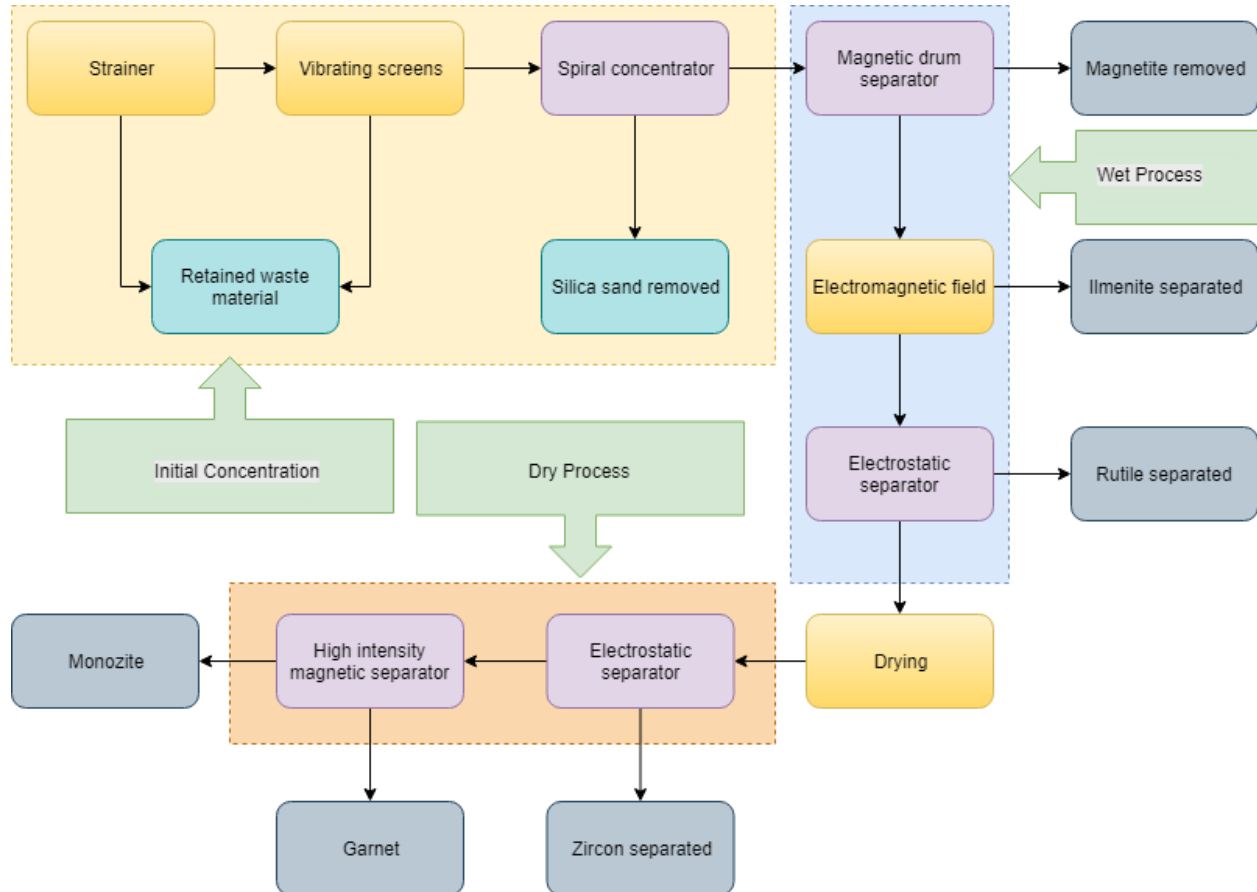 Strainer
Vibrating screens
Spiral concentrator
Magnetic drum
separator
Magnetite removed
Wet Process
Retained waste
material
Silica sand removed
Electromagnetic field
Ilmenite separated
Initial Concentration
Dry Process
Electrostatic
separator
Rutile separated
Monozite
High intensity
magnetic separator
Electrostatic
separator
Drying
Garnet
Zircon separated